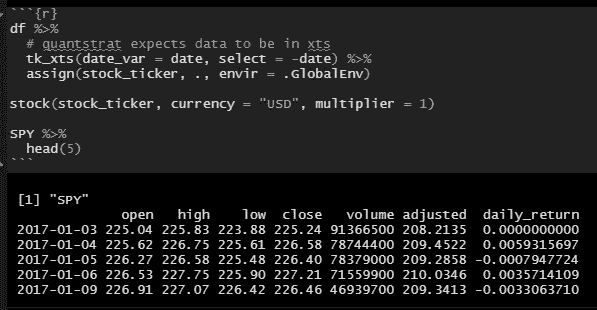 ```{r}
df %>%
  # quantstrat expects data to be in xts
  tk_xts(date_var = date, select = -date) %>%
  assign(stock_ticker, ., envir = .GlobalEnv)

stock(stock_ticker, currency = "USD", multiplier = 1)

SPY %>%
  head(5)
```
[1] "SPY"
             open   high    low  close   volume adjusted  daily_return
2017-01-03 225.04 225.83 223.88 225.24 91366500 208.2135  0.0000000000
2017-01-04 225.62 226.75 225.61 226.58 78744400 209.4522  0.0059315697
2017-01-05 226.27 226.58 225.48 226.40 78379000 209.2858 -0.0007947724
2017-01-06 226.53 227.75 225.90 227.21 71559900 210.0346  0.0035714109
2017-01-09 226.91 227.07 226.42 226.46 46939700 209.3413 -0.0033063710